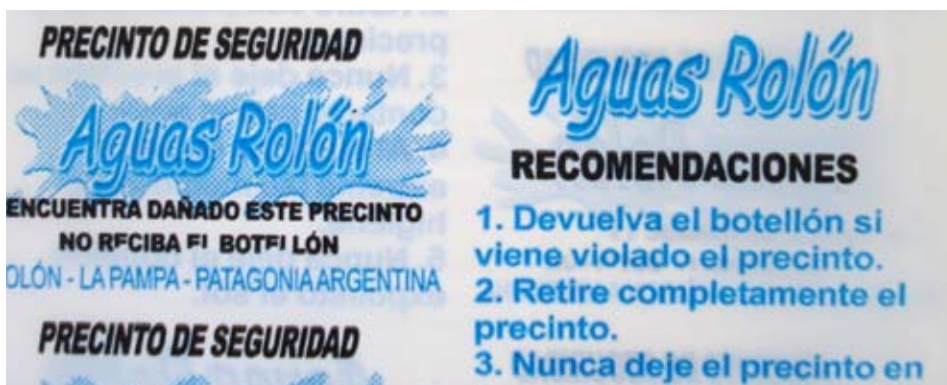 PRECINTO DE SEGURIDAD
Aguas Rolón
ENCUENTRA DAÑADO ESTE PRECINTO
NO RECIBA EL BOTELLÓN
OLÓN - LA PAMPA - PATAGONIA ARGENTINA
PRECINTO DE SEGURIDAD
Aguas Rolón
RECOMENDACIONES
1. Devuelva el botellón si
viene violado el precinto.
2. Retire completamente el
precinto.
3. Nunca deje el precinto en